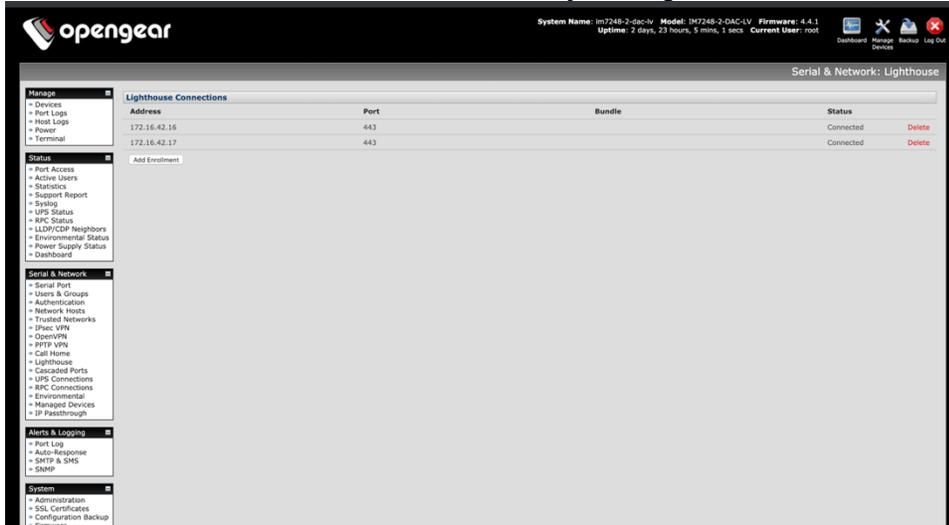 opengear
System Name: im7248-2-dac-lv Model: IM7248-2-DAC-LV Firmware: 4.4.1
Uptime: 2 days, 23 hours, 5 mins, 1 secs Current User: root
Dashboard Manage Devices Backup Log Out
Serial & Network: Lighthouse
Manage
Devices
Port Logs
Host Logs
Power
Terminal
Status
Port Access
Active Users
Statistics
Support Report
Syslog
UPS Status
RPC Status
LLDP/CDP Neighbors
Environmental Status
Power Supply Status
Dashboard
Serial & Network
Serial Port
Users & Groups
Authentication
Network Hosts
Trusted Networks
IPsec VPN
OpenVPN
PPTP VPN
Call Home
Lighthouse
Cascaded Ports
UPS Connections
RPC Connections
Environmental
Managed Devices
IP Passthrough
Alerts & Logging
Port Log
Auto-Response
SMTP & SMS
SNMP
System
Administration
SSL Certificates
Configuration Backup
Lighthouse Connections
Address Port Bundle Status
172.16.42.16 443 Connected Delete
172.16.42.17 443 Connected Delete
Add Enrollment